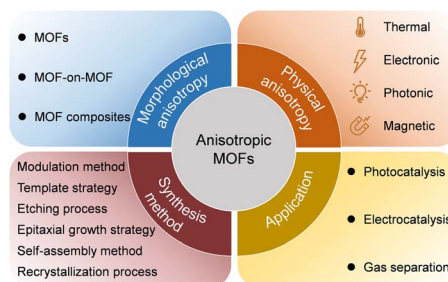 MOFs
MOF-on-MOF
MOF composites
Morphological
anisotropy
Physical
anisotropy
Thermal
Electronic
Photonic
Magnetic
Anisotropic
MOFs
Modulation method
Template strategy
Etching process
Epitaxial growth strategy
Self-assembly method
Recrystallization process
Synthesis
method
Application
Photocatalysis
Electrocatalysis
Gas separation